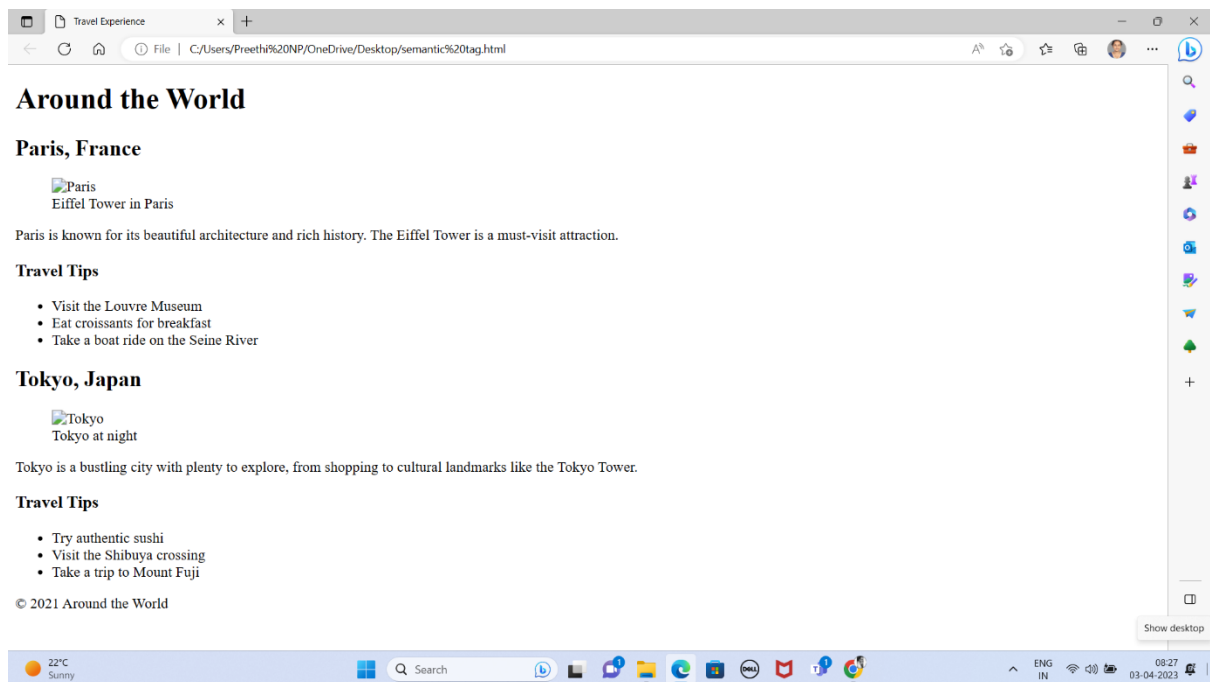 Travel Experience
File | C:/Users/Preethi%20NP/OneDrive/Desktop/semantic%20tag.html
Around the World
Paris, France
Paris
Eiffel Tower in Paris
Paris is known for its beautiful architecture and rich history. The Eiffel Tower is a must-visit attraction.
Travel Tips
• Visit the Louvre Museum
• Eat croissants for breakfast
• Take a boat ride on the Seine River
Tokyo, Japan
Tokyo
Tokyo at night
Tokyo is a bustling city with plenty to explore, from shopping to cultural landmarks like the Tokyo Tower.
Travel Tips
• Try authentic sushi
• Visit the Shibuya crossing
• Take a trip to Mount Fuji
© 2021 Around the World
Show desktop
22°C
Sunny
Search
DELL
1
1
ENG
IN
08:27
03-04-2023